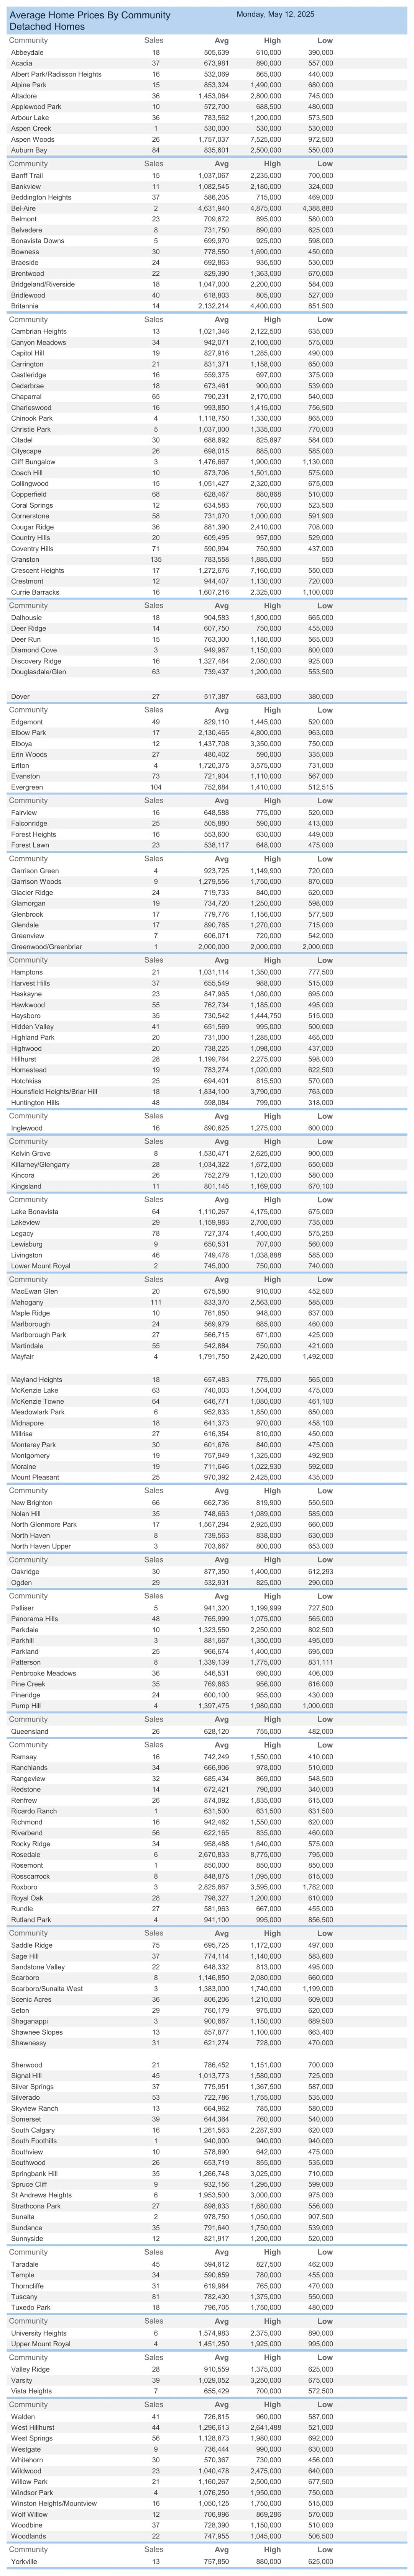 Average Home Prices By Community Monday, May 12, 2025
Detached Homes
Community Sales Avg High Low
Abbeydale 18 505,639 610,000 390,000
Acadia 37 673,981 890,000 557,000
Albert Park/Radisson Heights 16 532,069 865,000 440,000
Alpine Park 15 853,324 1,490,000 680,000
Altadore 36 1,453,064 2,800,000 745,000
Applewood Park 10 572,700 688,500 480,000
Arbour Lake 36 783,562 1,200,000 573,500
Aspen Creek 1 530,000 530,000 530,000
Aspen Woods 26 1,757,037 7,525,000 972,500
Auburn Bay 84 835,601 2,500,000 550,000
Community Sales Avg High Low
Banff Trail 15 1,037,067 2,235,000 700,000
Bankview 11 1,082,545 2,180,000 324,000
Beddington Heights 37 586,205 715,000 469,000
Bel-Aire 2 4,631,940 4,875,000 4,388,880
Belmont 23 709,672 895,000 580,000
Belvedere 8 731,750 890,000 625,000
Bonavista Downs 5 699,970 925,000 598,000
Bowness 30 778,550 1,690,000 450,000
Braeside 24 692,863 936,500 530,000
Brentwood 22 829,390 1,363,000 670,000
Bridgeland/Riverside 18 1,047,000 2,200,000 584,000
Bridlewood 40 618,803 805,000 527,000
Britannia 14 2,132,214 4,400,000 851,500
Community Sales Avg High Low
Cambrian Heights 13 1,021,346 2,122,500 635,000
Canyon Meadows 34 942,071 2,100,000 575,000
Capitol Hill 19 827,916 1,285,000 490,000
Carrington 21 831,371 1,158,000 650,000
Castleridge 16 559,375 697,000 375,000
Cedarbrae 18 673,461 900,000 539,000
Chaparral 65 790,231 2,170,000 540,000
Charleswood 16 993,850 1,415,000 756,500
Chinook Park 4 1,118,750 1,330,000 865,000
Christie Park 5 1,037,000 1,335,000 770,000
Citadel 30 688,692 825,897 584,000
Cityscape 26 698,015 885,000 585,000
Cliff Bungalow 3 1,476,667 1,900,000 1,130,000
Coach Hill 10 873,706 1,501,000 575,000
Collingwood 15 1,051,427 2,320,000 675,000
Copperfield 68 628,467 880,868 510,000
Coral Springs 12 634,583 760,000 523,500
Cornerstone 58 731,070 1,000,000 591,900
Cougar Ridge 36 881,390 2,410,000 708,000
Country Hills 20 609,495 957,000 529,000
Coventry Hills 71 590,994 750,900 437,000
Cranston 135 783,558 1,885,000 550
Crescent Heights 17 1,272,676 7,160,000 550,000
Crestmont 12 944,407 1,130,000 720,000
Currie Barracks 16 1,607,216 2,325,000 1,100,000
Community Sales Avg High Low
Dalhousie 18 904,583 1,800,000 665,000
Deer Ridge 14 607,750 750,000 455,000
Deer Run 15 763,300 1,180,000 565,000
Diamond Cove 3 949,967 1,150,000 800,000
Discovery Ridge 16 1,327,484 2,080,000 925,000
Douglasdale/Glen 63 739,437 1,200,000 553,500
Dover 27 517,387 683,000 380,000
Community Sales Avg High Low
Edgemont 49 829,110 1,445,000 520,000
Elbow Park 17 2,130,465 4,800,000 963,000
Elboya 12 1,437,708 3,350,000 750,000
Erin Woods 27 480,402 590,000 335,000
Erlton 4 1,720,375 3,575,000 731,000
Evanston 73 721,904 1,110,000 567,000
Evergreen 104 752,684 1,410,000 512,515
Community Sales Avg High Low
Fairview 16 648,588 775,000 520,000
Falconridge 25 505,880 590,000 413,000
Forest Heights 16 553,600 630,000 449,000
Forest Lawn 23 538,117 648,000 475,000
Community Sales Avg High Low
Garrison Green 4 923,725 1,149,900 720,000
Garrison Woods 9 1,279,556 1,750,000 870,000
Glacier Ridge 24 719,733 840,000 620,000
Glamorgan 19 734,720 1,250,000 598,000
Glenbrook 17 779,776 1,156,000 577,500
Glendale 17 890,765 1,270,000 715,000
Greenview 7 606,071 720,000 542,000
Greenwood/Greenbriar 1 2,000,000 2,000,000 2,000,000
Community Sales Avg High Low
Hamptons 21 1,031,114 1,350,000 777,500
Harvest Hills 37 655,549 988,000 515,000
Haskayne 23 847,965 1,080,000 695,000
Hawkwood 55 762,734 1,185,000 495,000
Haysboro 35 730,542 1,444,750 515,000
Hidden Valley 41 651,569 995,000 500,000
Highland Park 20 731,000 1,285,000 465,000
Highwood 20 738,225 1,098,000 437,000
Hillhurst 28 1,199,764 2,275,000 598,000
Homestead 19 783,274 1,020,000 622,500
Hotchkiss 25 694,401 815,500 570,000
Hounsfield Heights/Briar Hill 18 1,834,100 3,790,000 763,000
Huntington Hills 48 598,084 799,000 318,000
Community Sales Avg High Low
Inglewood 16 890,625 1,275,000 600,000
Community Sales Avg High Low
Kelvin Grove 8 1,530,471 2,625,000 900,000
Killarney/Glengarry 28 1,034,322 1,672,000 650,000
Kincora 26 752,279 1,120,000 580,000
Kingsland 11 801,145 1,169,000 670,100
Community Sales Avg High Low
Lake Bonavista 64 1,110,267 4,175,000 675,000
Lakeview 29 1,159,983 2,700,000 735,000
Legacy 78 727,374 1,400,000 575,250
Lewisburg 9 650,531 707,000 560,000
Livingston 46 749,478 1,038,888 585,000
Lower Mount Royal 2 745,000 750,000 740,000
Community Sales Avg High Low
MacEwan Glen 20 675,580 910,000 452,500
Mahogany 111 833,370 2,563,000 585,000
Maple Ridge 10 761,850 948,000 637,000
Marlborough 24 569,979 685,000 460,000
Marlborough Park 27 566,715 671,000 425,000
Martindale 55 542,884 750,000 421,000
Mayfair 4 1,791,750 2,420,000 1,492,000
Mayland Heights 18 657,483 775,000 565,000
McKenzie Lake 63 740,003 1,504,000 475,000
McKenzie Towne 64 646,771 1,080,000 461,100
Meadowlark Park 6 952,833 1,850,000 650,000
Midnapore 18 641,373 970,000 458,100
Millrise 27 616,354 810,000 450,000
Monterey Park 30 601,676 840,000 475,000
Montgomery 19 757,949 1,325,000 492,900
Moraine 19 711,646 1,022,930 592,000
Mount Pleasant 25 970,392 2,425,000 435,000
Community Sales Avg High Low
New Brighton 66 662,736 819,900 550,500
Nolan Hill 35 748,663 1,089,000 585,000
North Glenmore Park 17 1,567,294 2,925,000 660,000
North Haven 8 739,563 838,000 630,000
North Haven Upper 3 703,667 800,000 653,000
Community Sales Avg High Low
Oakridge 30 877,350 1,400,000 612,293
Ogden 29 532,931 825,000 290,000
Community Sales Avg High Low
Palliser 5 941,320 1,199,999 727,500
Panorama Hills 48 765,999 1,075,000 565,000
Parkdale 10 1,323,550 2,250,000 802,500
Parkhill 3 881,667 1,350,000 495,000
Parkland 25 966,674 1,400,000 695,000
Patterson 8 1,339,139 1,775,000 831,111
Penbrooke Meadows 36 546,531 690,000 406,000
Pine Creek 35 769,863 956,000 616,000
Pineridge 24 600,100 955,000 430,000
Pump Hill 4 1,397,475 1,980,000 1,000,000
Community Sales Avg High Low
Queensland 26 628,120 755,000 482,000
Community Sales Avg High Low
Ramsay 16 742,249 1,550,000 410,000
Ranchlands 34 666,906 978,000 510,000
Rangeview 32 685,434 869,000 548,500
Redstone 14 672,421 790,000 340,000
Renfrew 26 874,092 1,835,000 615,000
Ricardo Ranch 1 631,500 631,500 631,500
Richmond 16 942,462 1,550,000 620,000
Riverbend 56 622,165 835,000 460,000
Rocky Ridge 34 958,488 1,640,000 575,000
Rosedale 6 2,670,833 8,775,000 795,000
Rosemont 1 850,000 850,000 850,000
Rosscarrock 8 848,875 1,095,000 615,000
Roxboro 3 2,825,667 3,595,000 1,782,000
Royal Oak 28 798,327 1,200,000 610,000
Rundle 27 581,963 667,000 455,000
Rutland Park 4 941,100 995,000 856,500
Community Sales Avg High Low
Saddle Ridge 75 695,725 1,172,000 497,000
Sage Hill 37 774,114 1,140,000 583,600
Sandstone Valley 22 648,332 813,000 495,000
Scarboro 8 1,146,850 2,080,000 660,000
Scarboro/Sunalta West 3 1,383,000 1,740,000 1,199,000
Scenic Acres 36 806,206 1,210,000 609,000
Seton 29 760,179 975,000 620,000
Shaganappi 3 900,667 1,150,000 689,500
Shawnee Slopes 13 857,877 1,100,000 663,400
Shawnessy 31 621,274 728,000 470,000
Sherwood 21 786,452 1,151,000 700,000
Signal Hill 45 1,013,773 1,580,000 725,000
Silver Springs 37 775,951 1,367,500 587,000
Silverado 53 722,786 1,755,000 535,000
Skyview Ranch 13 664,962 785,000 580,000
Somerset 39 644,364 760,000 540,000
South Calgary 16 1,261,563 2,287,500 620,000
South Foothills 1 940,000 940,000 940,000
Southview 10 578,690 642,000 475,000
Southwood 26 653,719 855,000 535,000
Springbank Hill 35 1,266,748 3,025,000 710,000
Spruce Cliff 9 932,156 1,295,000 599,000
St Andrews Heights 6 1,953,500 3,000,000 975,000
Strathcona Park 27 898,833 1,680,000 556,000
Sunalta 2 978,750 1,050,000 907,500
Sundance 35 791,640 1,750,000 539,000
Sunnyside 12 821,917 1,200,000 520,000
Community Sales Avg High Low
Taradale 45 594,612 827,500 462,000
Temple 34 590,659 780,000 455,000
Thorncliffe 31 619,984 765,000 470,000
Tuscany 81 782,430 1,375,000 550,000
Tuxedo Park 18 796,705 1,750,000 480,000
Community Sales Avg High Low
University Heights 6 1,574,983 2,375,000 890,000
Upper Mount Royal 4 1,451,250 1,925,000 995,000
Community Sales Avg High Low
Valley Ridge 28 910,559 1,375,000 625,000
Varsity 39 1,029,052 3,250,000 675,000
Vista Heights 7 655,429 700,000 572,500
Community Sales Avg High Low
Walden 41 726,815 960,000 587,000
West Hillhurst 44 1,296,613 2,641,488 521,000
West Springs 56 1,128,873 1,980,000 692,000
Westgate 9 736,444 990,000 630,000
Whitehorn 30 570,367 730,000 456,000
Wildwood 23 1,040,478 2,475,000 640,000
Willow Park 21 1,160,267 2,500,000 677,500
Windsor Park 4 1,076,250 1,950,000 750,000
Winston Heights/Mountview 16 1,050,125 1,750,000 515,000
Wolf Willow 12 706,996 869,286 570,000
Woodbine 37 728,390 1,150,000 510,000
Woodlands 22 747,955 1,045,000 506,500
Community Sales Avg High Low
Yorkville 13 757,850 880,000 625,000